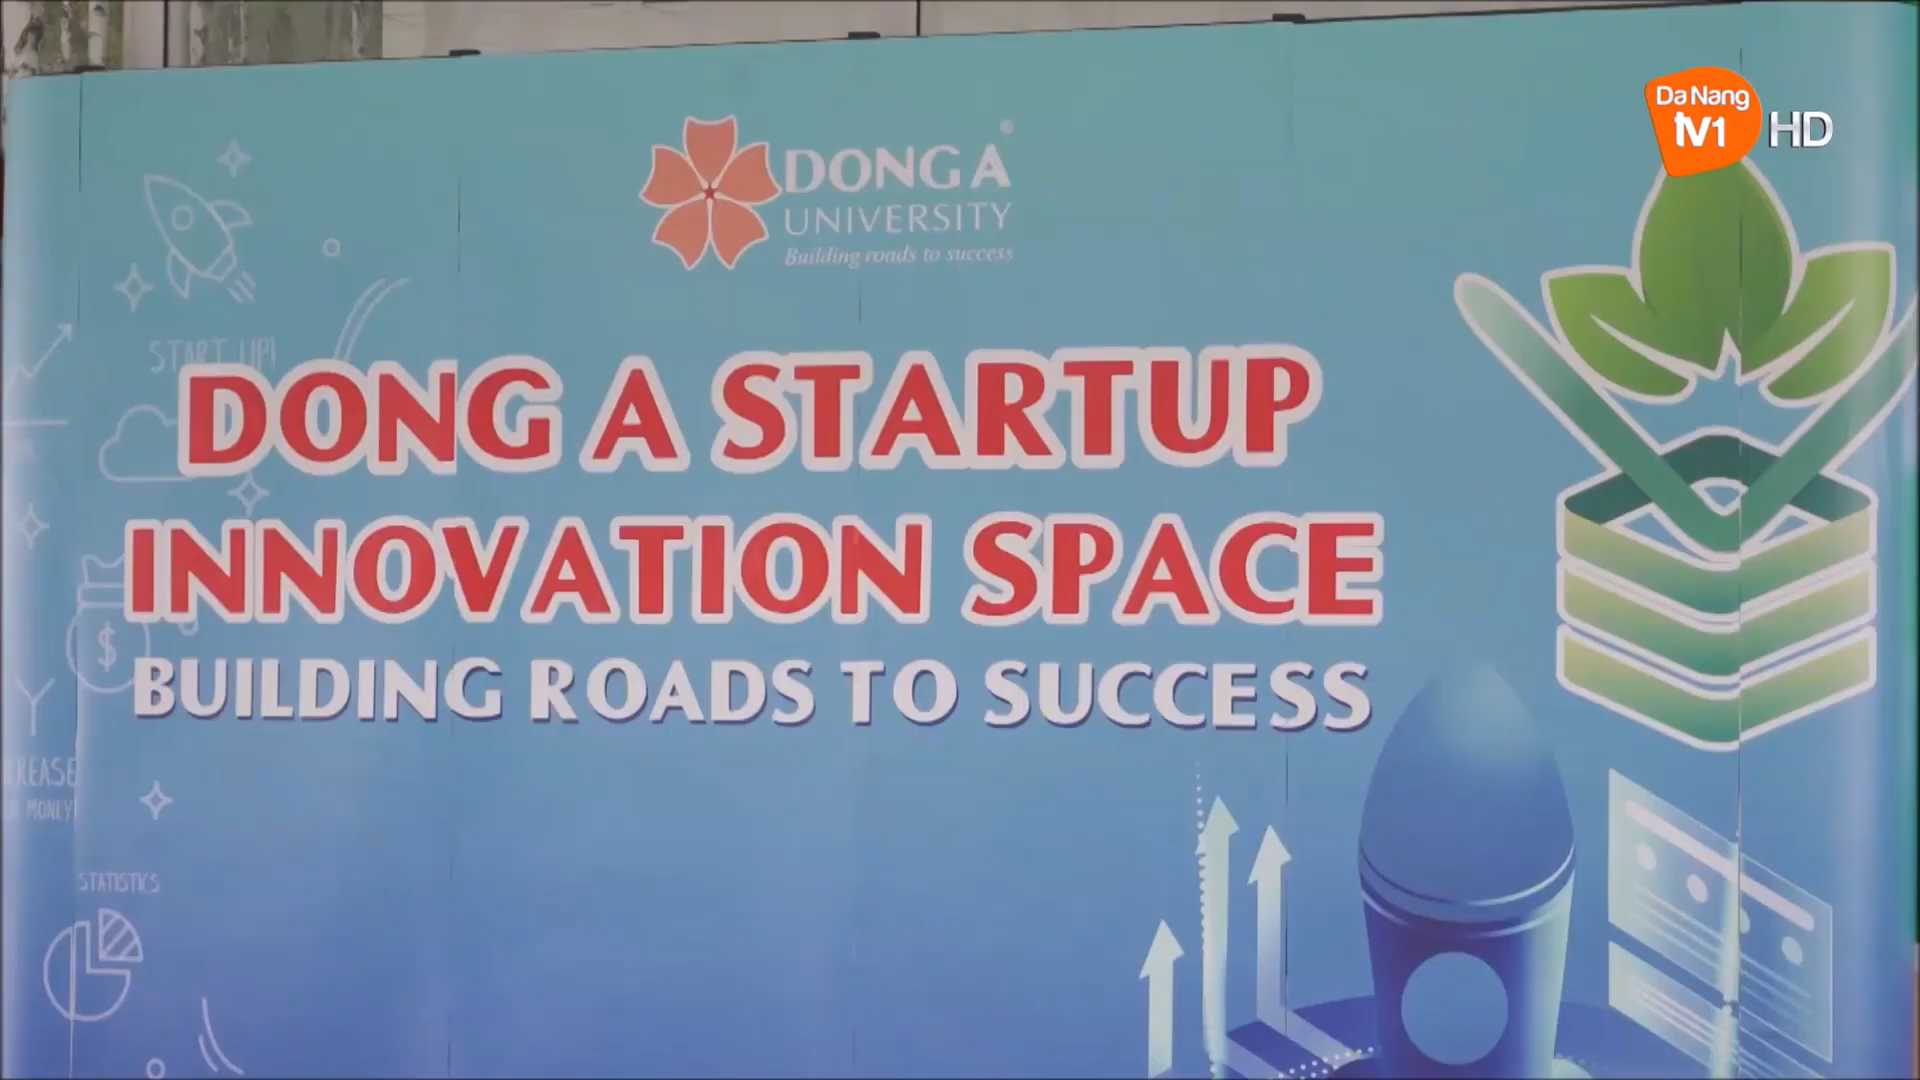 Da Nang
tv1 HD
DONG A®
UNIVERSITY
Building roads to success
START UP!
DONG A STARTUP
INNOVATION SPACE
BUILDING ROADS TO SUCCESS
$
MONEY
STATISTICS